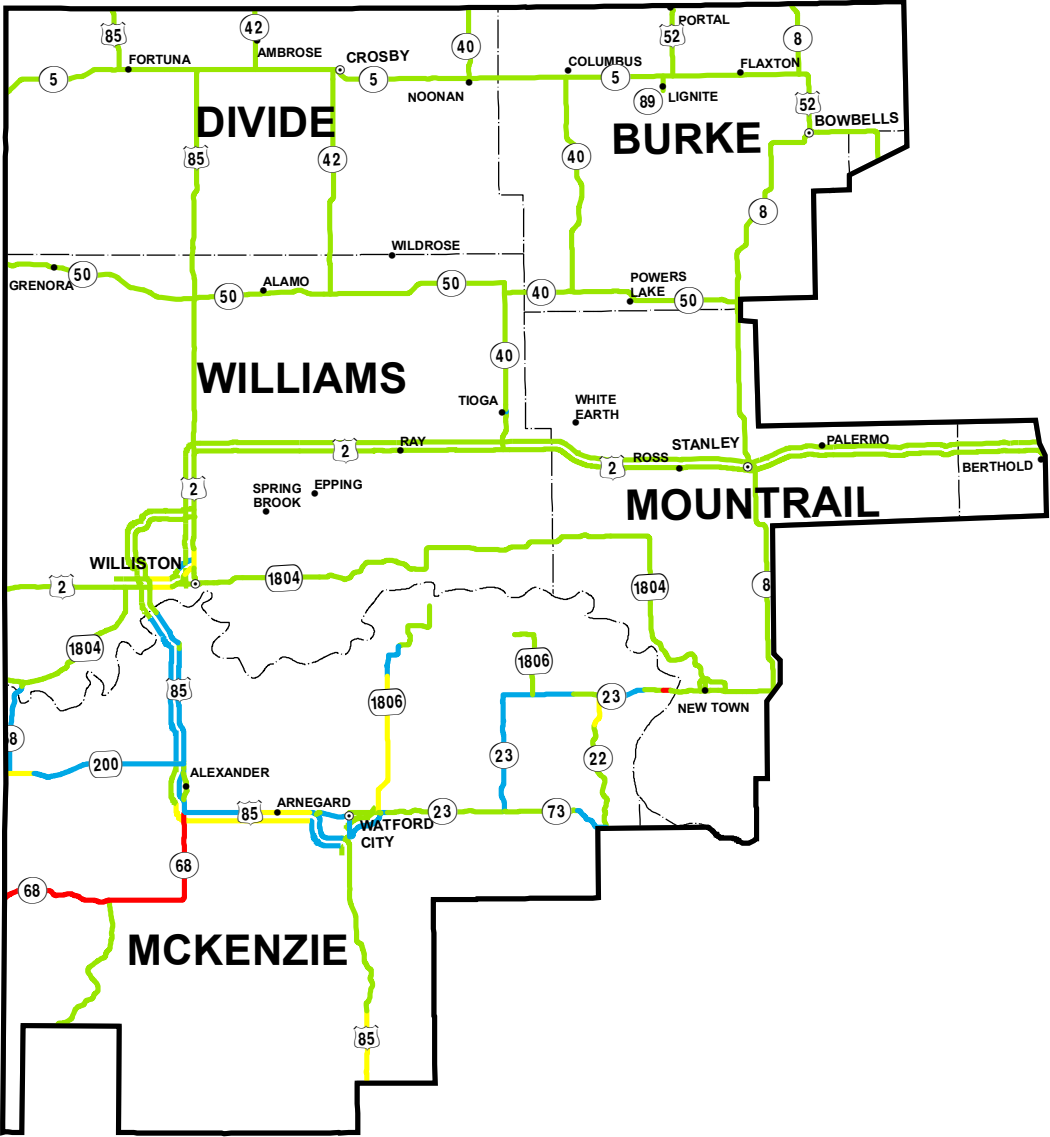 85
42
40
52
PORTAL
8
FORTUNA
AMBROSE
CROSBY
5
5
NOONAN
COLUMBUS
5
FLAXTON
89
LIGNITE
52
DIVIDE
BURKE
BOWBELLS
85
42
40
8
WILDROSE
GRENORA
50
ALAMO
50
50
40
POWERS
LAKE
50
40
WILLIAMS
TIOGA
WHITE
EARTH
2
RAY
STANLEY
ROSS
2
PALERMO
BERTHOLD
2
SPRING
BROOK
EPPING
MOUNTRAIL
WILLISTON
2
1804
1804
8
1804
1806
85
1806
23
NEW TOWN
8
200
23
22
ALEXANDER
85
ARNEGARD
WATFORD
CITY
23
73
68
68
MCKENZIE
85